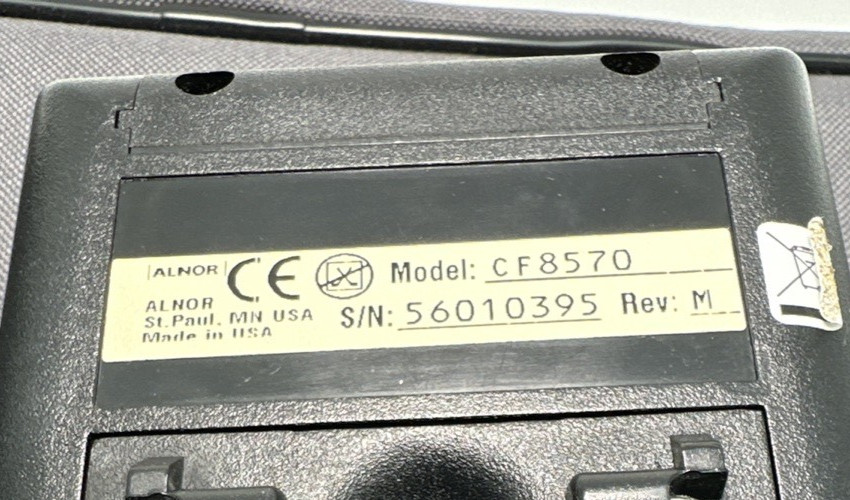 ALNOR CE Model: CF8570
ALNOR
St. Paul, MN USA S/N: 56010395 Rev: M
Made in USA